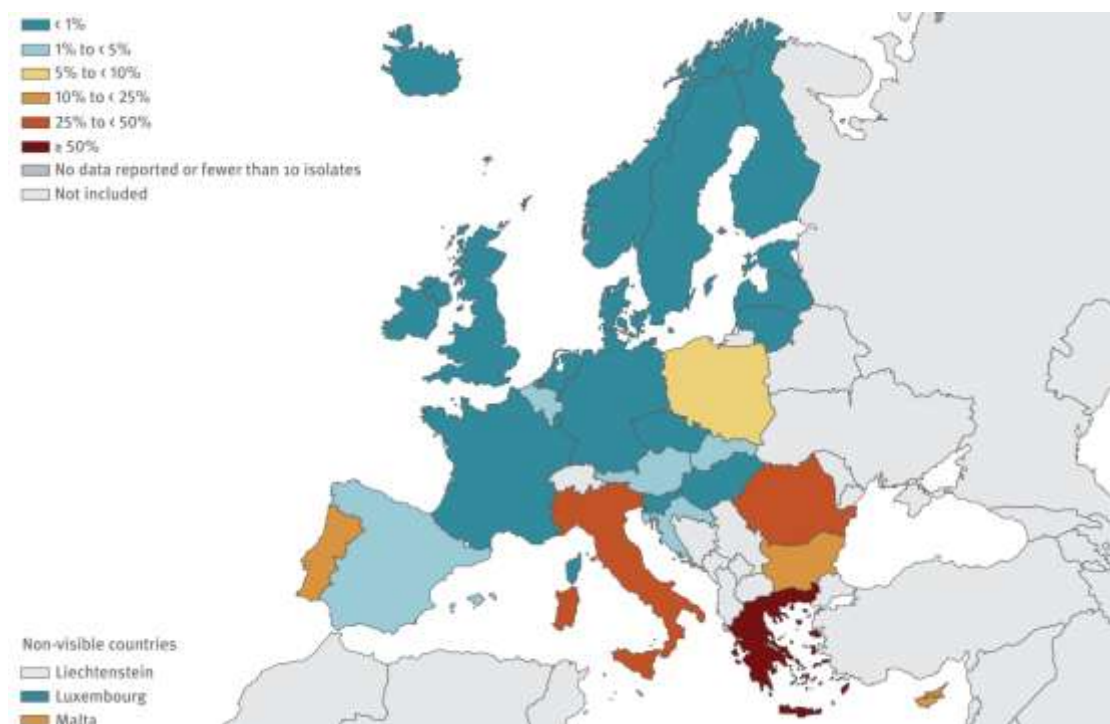 < 1%
1% to < 5%
5% to < 10%
10% to < 25%
25% to < 50%
≥ 50%
No data reported or fewer than 10 isolates
Not included
Non-visible countries
Liechtenstein
Luxembourg
Malta